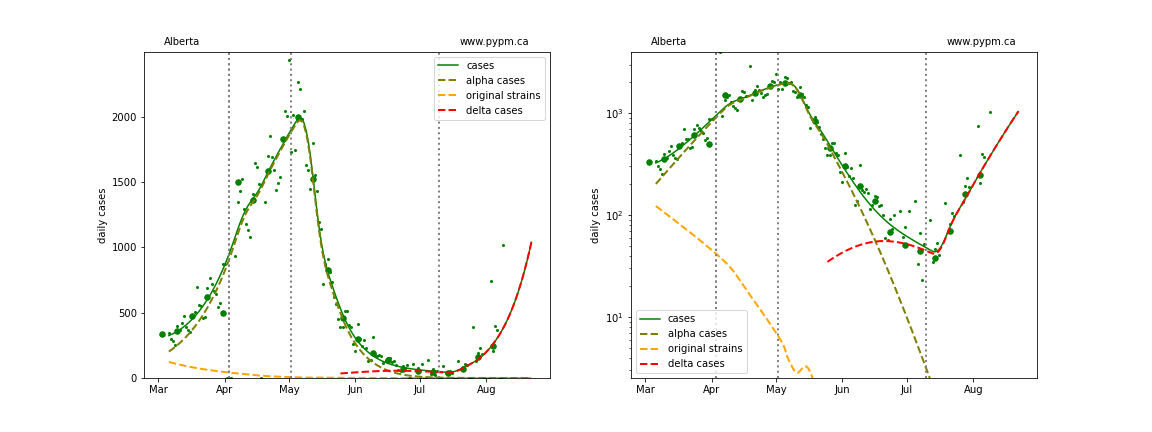 Alberta
www.pypm.ca
daily cases
2000
1500
1000
500
0
Mar
Apr
May
Jun
Jul
Aug
cases
alpha cases
original strains
delta cases
Alberta
www.pypm.ca
daily cases
10³
10²
10¹
Mar
Apr
May
Jun
Jul
Aug
cases
alpha cases
original strains
delta cases